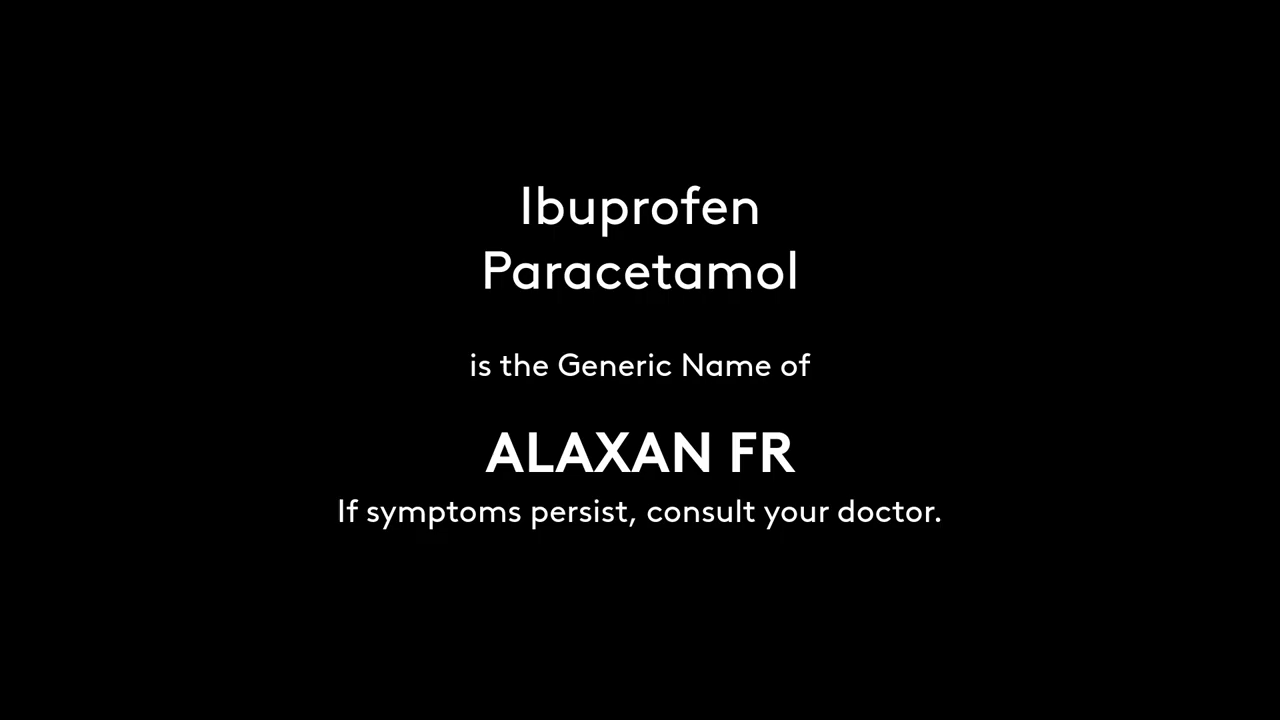 Ibuprofen
Paracetamol
is the Generic Name of
ALAXAN FR
If symptoms persist, consult your doctor.